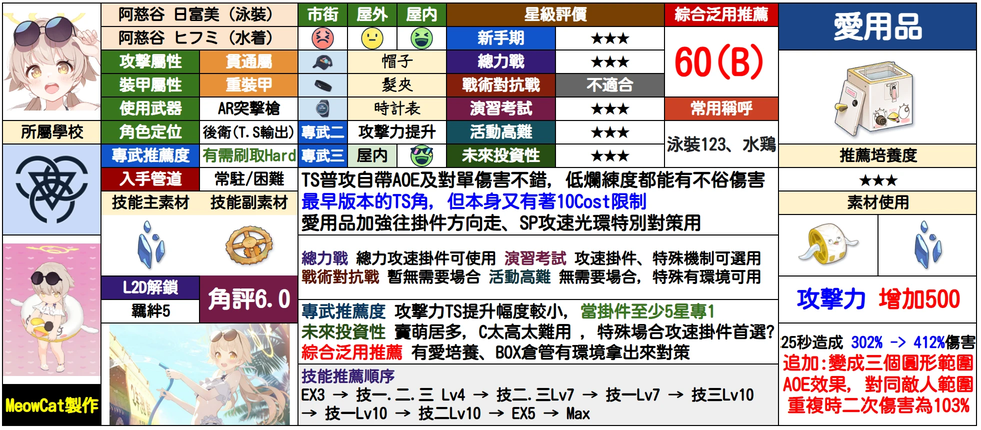 阿慈谷 日富美 (泳裝)
阿慈谷 ヒフミ (水着)
攻擊屬性 貫通屬
裝甲屬性 重裝甲
使用武器 AR突擊槍
所屬學校
角色定位 後衛(T.S輸出)
專武推薦度 有需刷取Hard
入手管道 常駐/困難
技能主素材 技能副素材
L2D解鎖
羈絆5
角評6.0
MeowCat製作
市街 屋外 屋內
帽子
髮夾
時計表
專武二 攻擊力提升
專武三 屋內
星級評價
新手期 ★★★
總力戰 ★★★
戰術對抗戰 不適合
演習考試 ★★★
活動高難 ★★★
未來投資性 ★★★
綜合泛用推薦
60(B)
常用稱呼
泳裝123、水鶏
TS普攻自帶AOE及對單傷害不錯, 低爛練度都能有不俗傷害
最早版本的TS角, 但本身又有著10Cost限制
愛用品加強往掛件方向走、SP攻速光環特別對策用
總力戰 總力攻速掛件可使用 演習考試 攻速掛件、特殊機制可選用
戰術對抗戰 暫無需要場合 活動高難 無需要場合, 特殊有環境可用
專武推薦度 攻擊力TS提升幅度較小, 當掛件至少5星專1
未來投資性 賣萌居多, C太高太難用 , 特殊場合攻速掛件首選?
綜合泛用推薦 有愛培養、BOX倉管有環境拿出來對策
技能推薦順序
EX3 → 技一.二.三 Lv4 → 技二.三Lv7 → 技一Lv7 → 技三Lv10
→ 技一Lv10 → 技二Lv10 → EX5 → Max
愛用品
推薦培養度
★★★
素材使用
攻擊力 增加500
25秒造成 302% -> 412%傷害
追加:變成三個圓形範圍
AOE效果, 對同敵人範圍
重複時二次傷害為103%